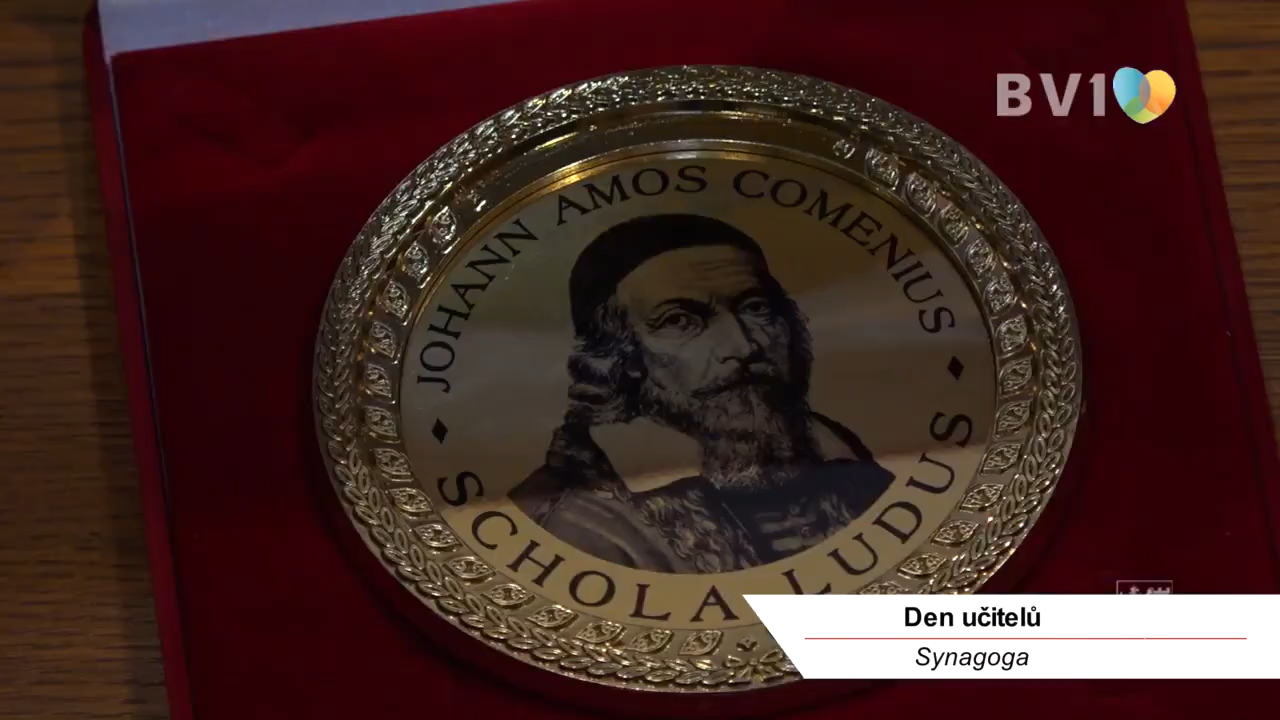 BV1
JOHANN AMOS COMENIUS
SCHOLA LUDUS
Den učitelů
Synagoga